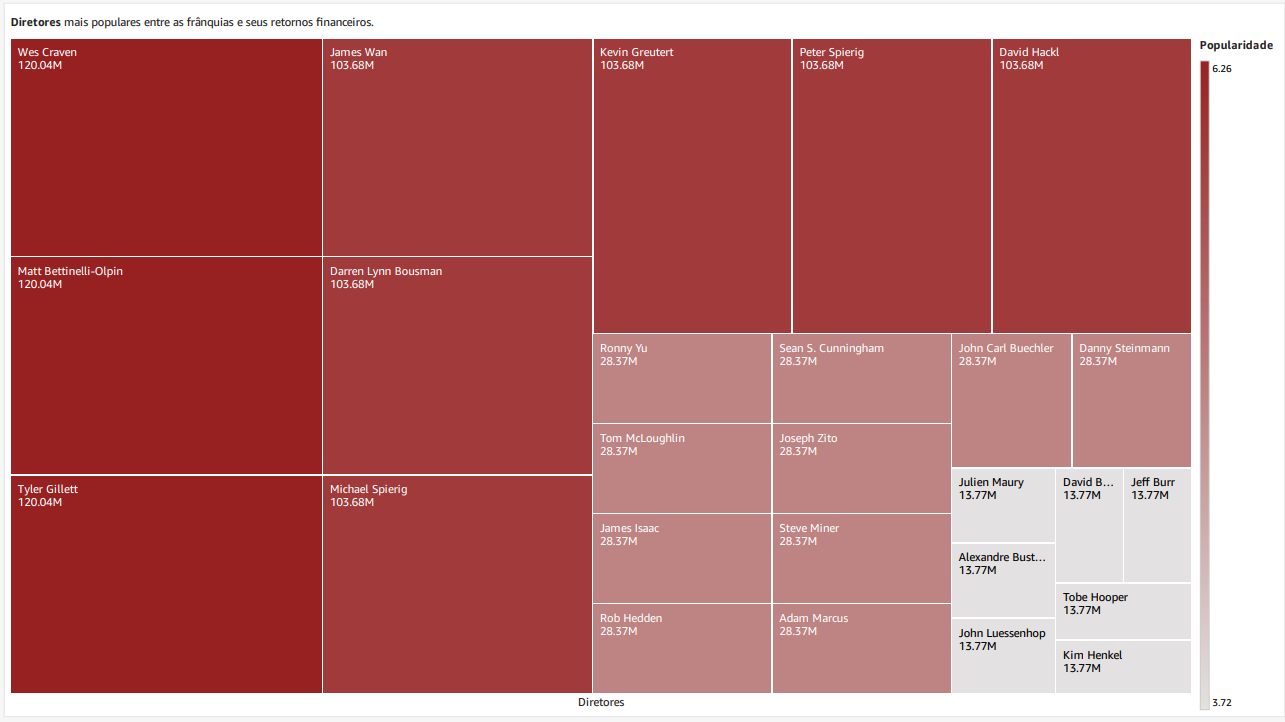 Diretores mais populares entre as frânquias e seus retornos financeiros.
Wes Craven
120.04M
James Wan
103.68M
Kevin Greutert
103.68M
Peter Spierig
103.68M
David Hackl
103.68M
Popularidade
6.26
Matt Bettinelli-Olpin
120.04M
Darren Lynn Bousman
103.68M
Ronny Yu
28.37M
Sean S. Cunningham
28.37M
John Carl Buechler
28.37M
Danny Steinmann
28.37M
Tom McLoughlin
28.37M
Joseph Zito
28.37M
Tyler Gillett
120.04M
Michael Spierig
103.68M
Julien Maury
13.77M
David B...
13.77M
Jeff Burr
13.77M
James Isaac
28.37M
Steve Miner
28.37M
Alexandre Bust...
13.77M
Tobe Hooper
13.77M
Rob Hedden
28.37M
Adam Marcus
28.37M
John Luessenhop
13.77M
Kim Henkel
13.77M
Diretores
3.72